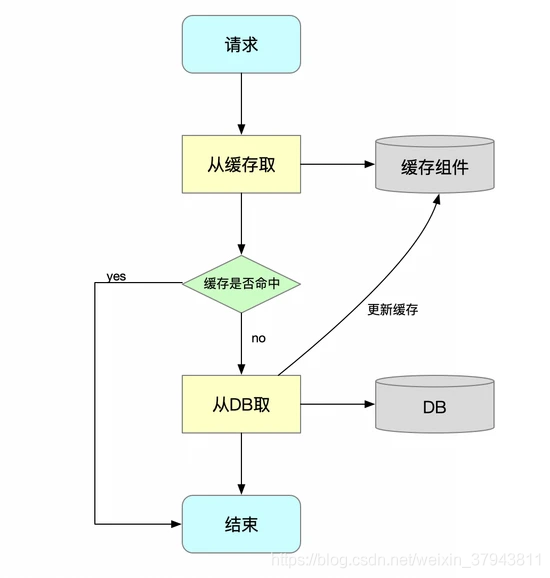 请求
从缓存取
缓存组件
yes
缓存是否命中
更新缓存
no
从DB取
DB
结束
https://blog.csdn.net/weixin_37943811